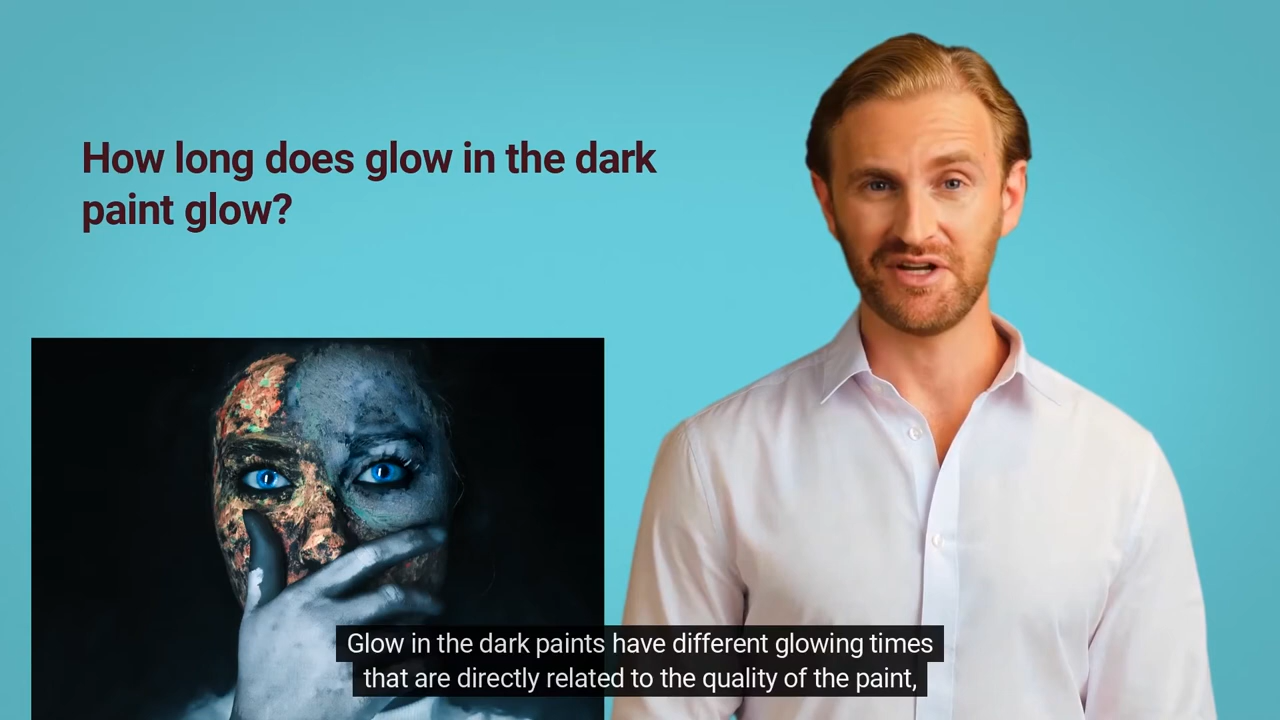 How long does glow in the dark
paint glow?
Glow in the dark paints have different glowing times
that are directly related to the quality of the paint,